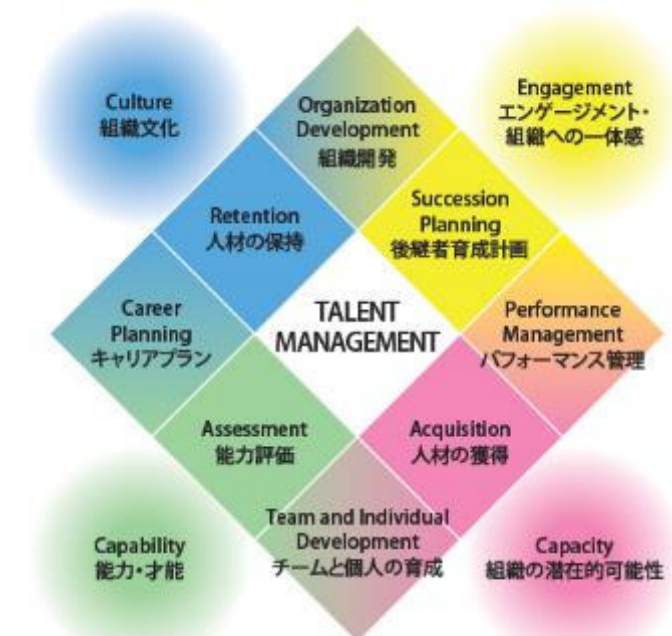 Culture
組織文化
Organization
Development
組織開発
Engagement
エンゲージメント・
組織への一体感
Retention
人材の保持
Succession
Planning
後継者育成計画
Career
Planning
キャリアプラン
TALENT
MANAGEMENT
Performance
Management
パフォーマンス管理
Assessment
能力評価
Acquisition
人材の獲得
Capability
能力・才能
Team and Individual
Development
チームと個人の育成
Capacity
組織の潜在的可能性